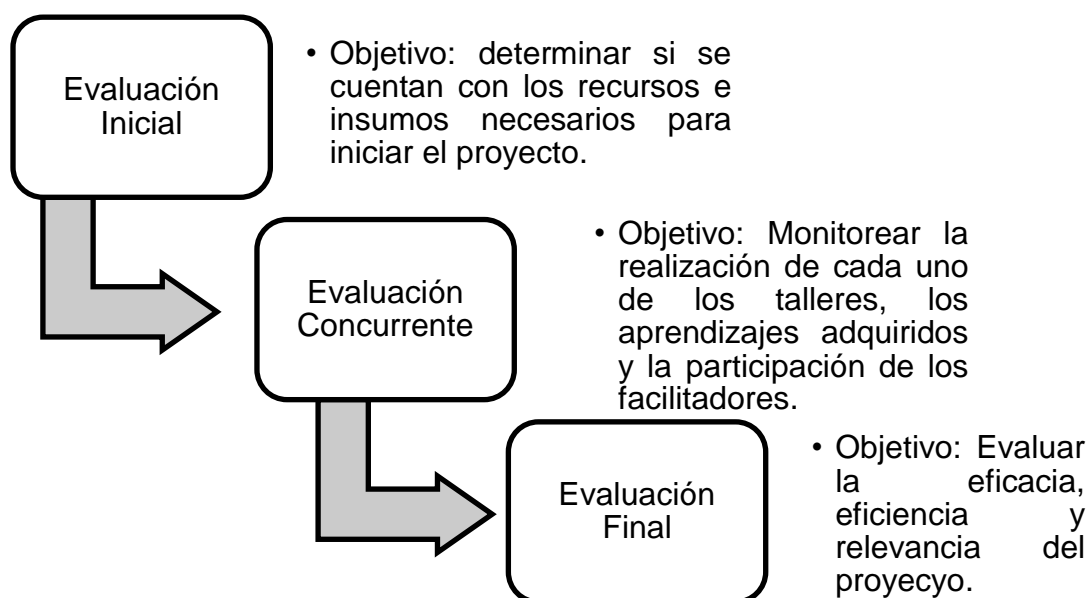 Evaluación
Inicial
• Objetivo: determinar si se
cuentan con los recursos e
insumos necesarios para
iniciar el proyecto.
Evaluación
Concurrente
• Objetivo: Monitorear la
realización de cada uno
de los talleres, los
aprendizajes adquiridos
y la participación de los
facilitadores.
Evaluación
Final
• Objetivo: Evaluar
la eficacia,
eficiencia y
relevancia del
proyecyo.